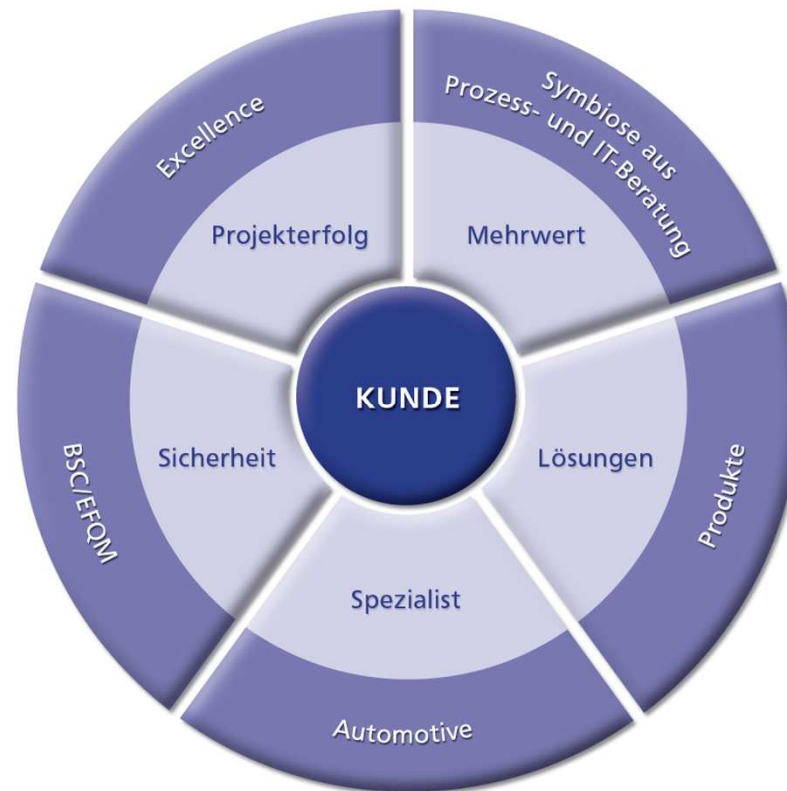 Excellence
Symbiose aus
Prozess- und IT-Beratung
Projekterfolg
Mehrwert
KUNDE
Sicherheit
Lösungen
BSC/EFQM
Produkte
Spezialist
Automotive